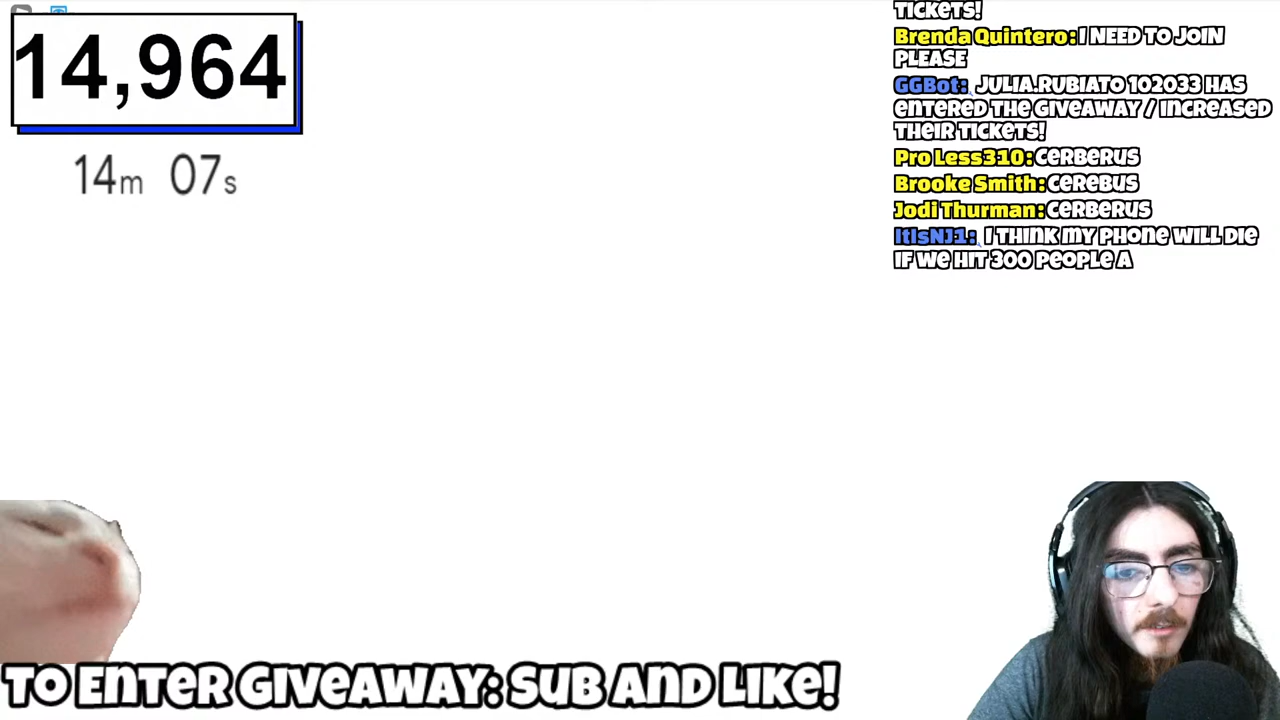 14,964
14m 07s
TICKETS!
Brenda Quintero: I NEED TO JOIN
PLEASE
GGBot: JULIA.RUBIATO 102033 HAS
ENTERED THE GIVEAWAY / INCREASED
THEIR TICKETS!
Pro Less310: CERBERUS
Brooke Smith: CEREBUS
Jodi Thurman: CERBERUS
ItIsNJ1: I THINK MY PHONE WILL DIE
IF WE HIT 300 PEOPLE A
TO ENTER GIVEAWAY: SUB AND LIKE!